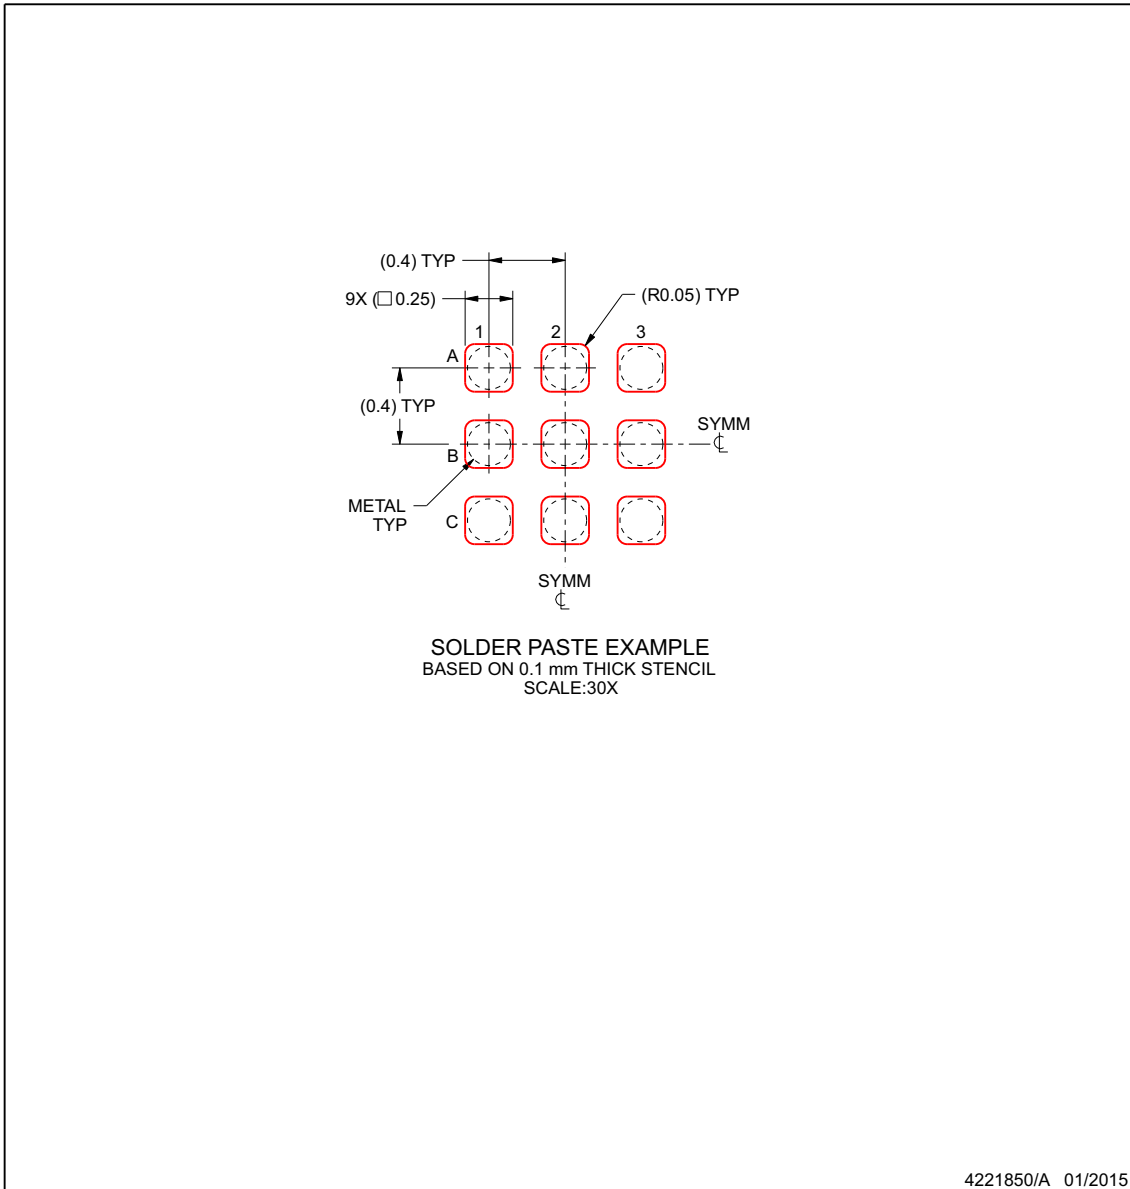 (0.4) TYP
9X (□ 0.25)
(R0.05) TYP
1
2
3
A
(0.4) TYP
SYMM
℄
B
METAL
TYP
C
SYMM
℄
SOLDER PASTE EXAMPLE
BASED ON 0.1 mm THICK STENCIL
SCALE:30X
4221850/A 01/2015